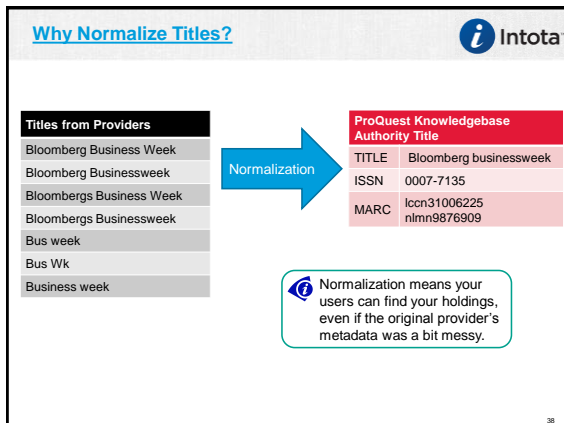 Why Normalize Titles?
i Intota
Titles from Providers
Bloomberg Business Week
Bloomberg Businessweek
Bloombergs Business Week
Bloombergs Businessweek
Bus week
Bus Wk
Business week
Normalization
ProQuest Knowledgebase
Authority Title
TITLE Bloomberg businessweek
ISSN 0007-7135
MARC lccn31006225
nlmn9876909
i Normalization means your
users can find your holdings,
even if the original provider's
metadata was a bit messy.
38